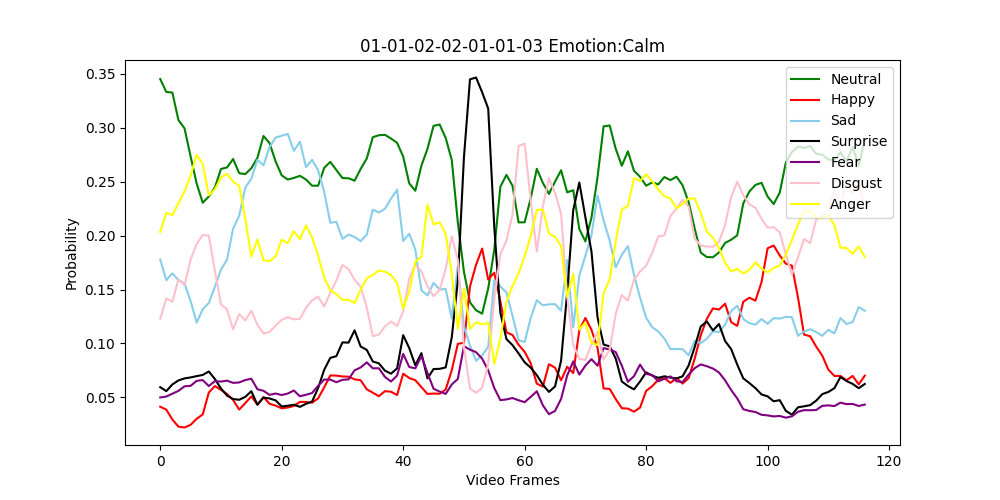 01-01-02-02-01-01-03 Emotion:Calm
Probability
0.35
0.30
0.25
0.20
0.15
0.10
0.05
0
20
40
60
80
100
120
Video Frames
Neutral
Happy
Sad
Surprise
Fear
Disgust
Anger